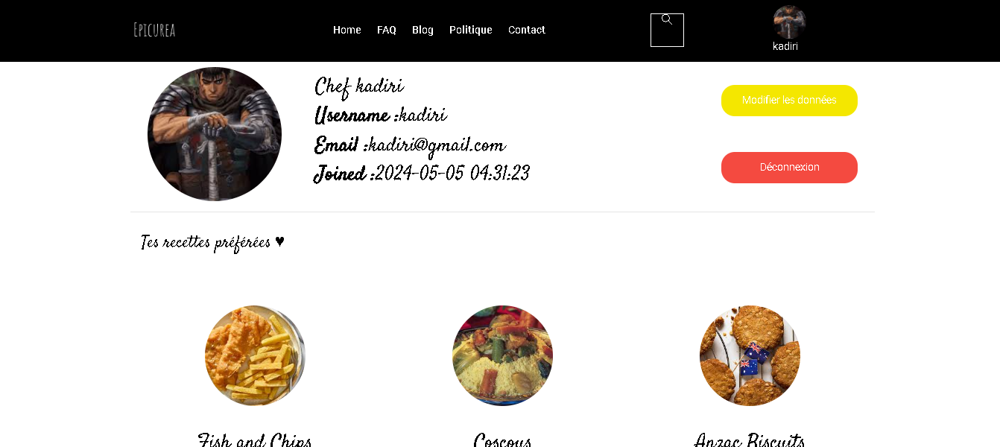 Epicurea
Home FAQ Blog Politique Contact
kadiri
Chef kadiri
Username :kadiri
Email :kadiri@gmail.com
Joined :2024-05-05 04:31:23
Modifier les données
Déconnexion
Tes recettes préférées ♥
Fish and Chips
Coscous
Anzac Biscuits